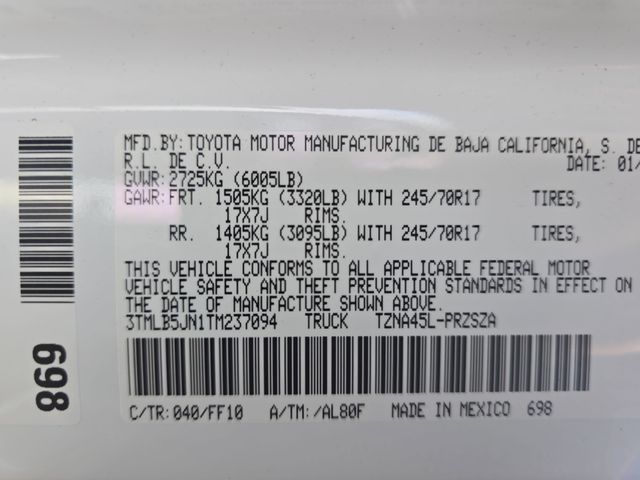 MFD.BY:TOYOTA MOTOR MANUFACTURING DE BAJA CALIFORNIA, S. DE
R.L. DE C.V. DATE: 01/
GVWR:2725KG (6005LB)
GAWR:FRT. 1505KG (3320LB) WITH 245/70R17 TIRES,
17X7J RIMS.
RR. 1405KG (3095LB) WITH 245/70R17 TIRES,
17X7J RIMS.
THIS VEHICLE CONFORMS TO ALL APPLICABLE FEDERAL MOTOR
VEHICLE SAFETY AND THEFT PREVENTION STANDARDS IN EFFECT ON
THE DATE OF MANUFACTURE SHOWN ABOVE.
3TMLB5JN1TM237094 TRUCK TZNA45L-PRZSZA
C/TR:040/FF10 A/TM:/AL80F MADE IN MEXICO 698
698